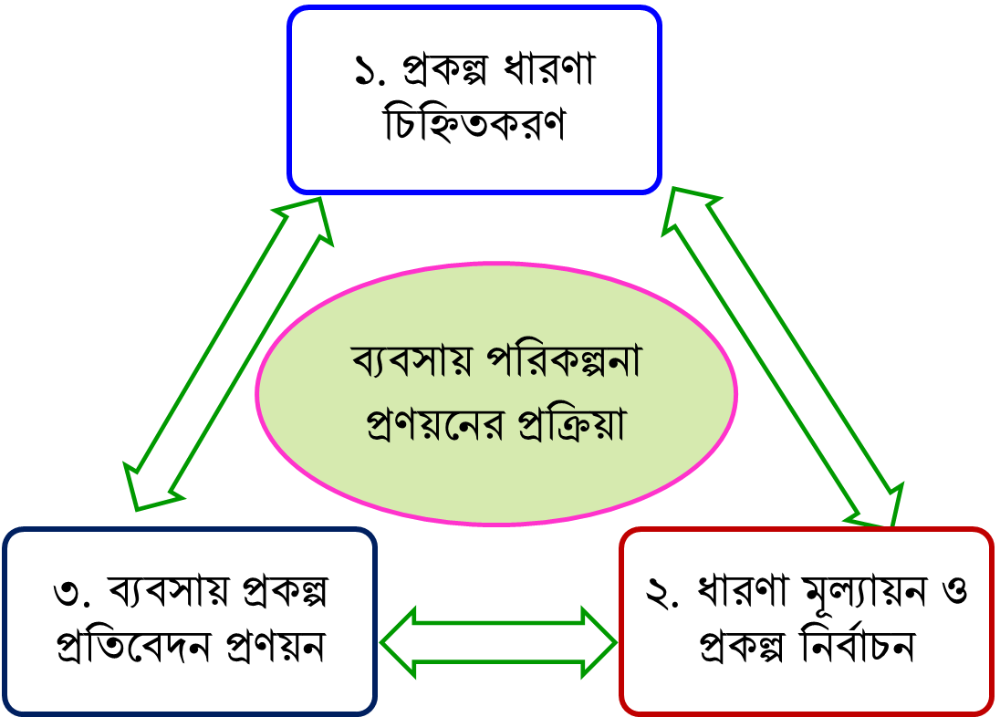 ১. প্রকল্প ধারণা
চিহ্নিতকরণ
ব্যবসায় পরিকল্পনা
প্রণয়নের প্রক্রিয়া
৩. ব্যবসায় প্রকল্প
প্রতিবেদন প্রণয়ন
২. ধারণা মূল্যায়ন ও
প্রকল্প নির্বাচন